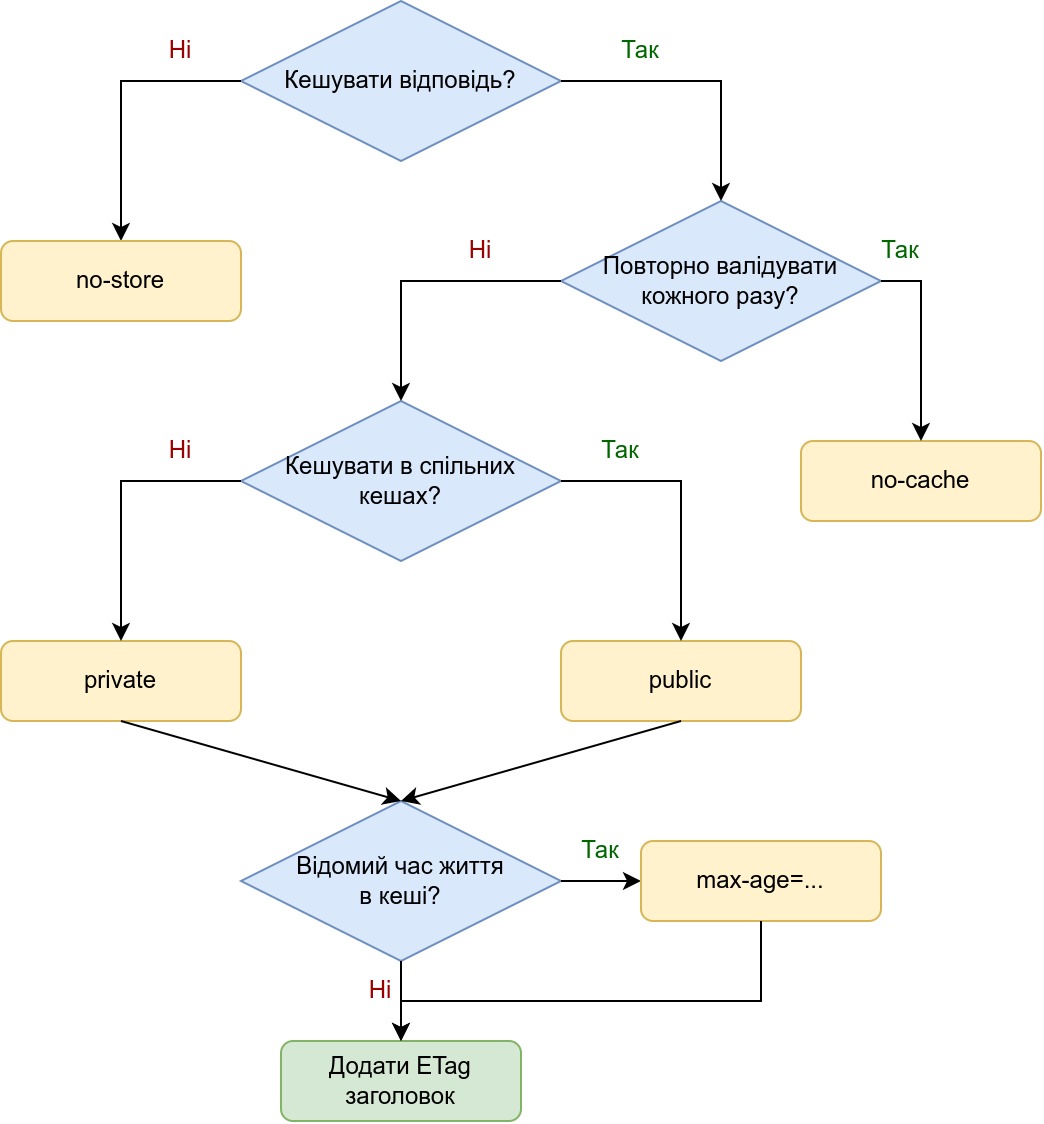 Ні
Так
Кешувати відповідь?
no-store
Ні
Так
Повторно валідувати
кожного разу?
Ні
Так
Кешувати в спільних
кешах?
no-cache
private
public
Так
Відомий час життя
в кеші?
max-age=...
Ні
Додати ETag
заголовок